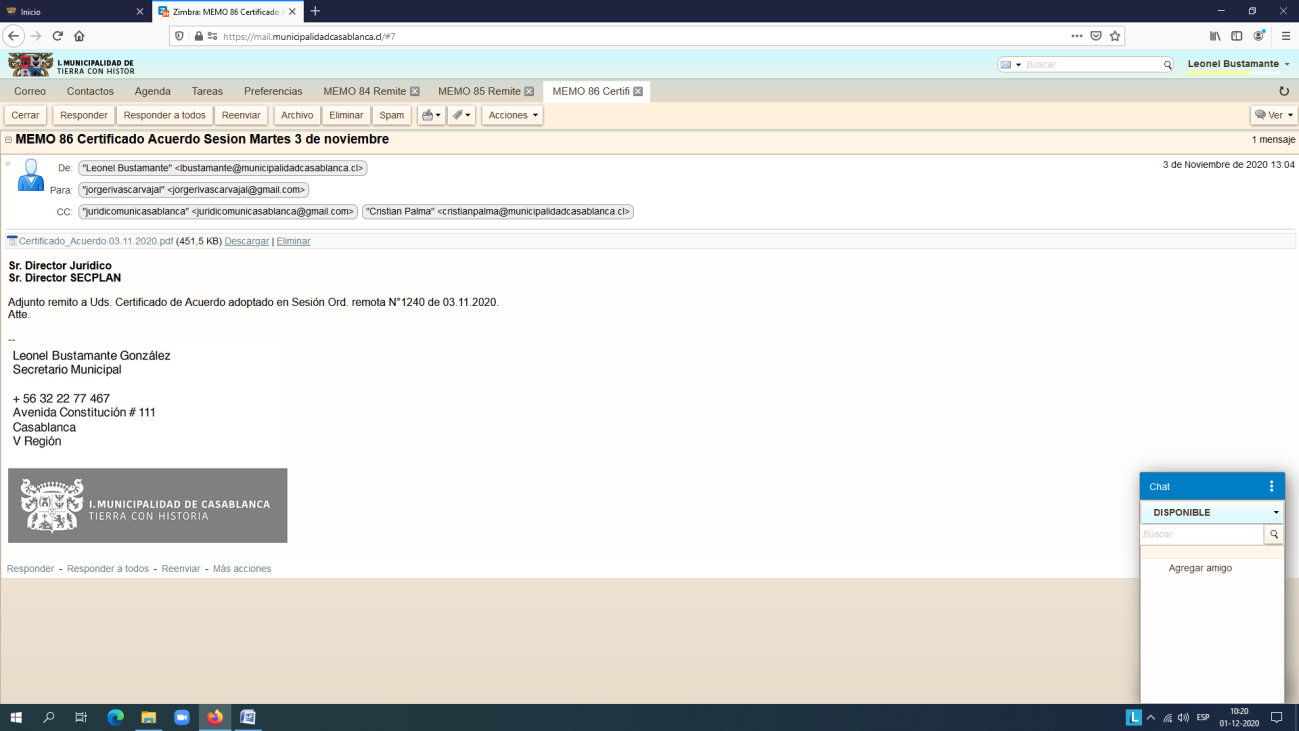 Inicio
Zimbra: MEMO 86 Certificado A
https://mail.municipalidadcasablanca.cl/#7
I. MUNICIPALIDAD DE
TIERRA CON HISTOR
Buscar
Leonel Bustamante
Correo Contactos Agenda Tareas Preferencias MEMO 84 Remite MEMO 85 Remite MEMO 86 Certifi
Cerrar Responder Responder a todos Reenviar Archivo Eliminar Spam Acciones Ver
MEMO 86 Certificado Acuerdo Sesion Martes 3 de noviembre 1 mensaje
De: "Leonel Bustamante" <lbustamante@municipalidadcasablanca.cl> 3 de Noviembre de 2020 13:04
Para: "jorgerivascarvajal" <jorgerivascarvajal@gmail.com>
CC: "juridicomunicasablanca" <juridicomunicasablanca@gmail.com> "Cristian Palma" <cristianpalma@municipalidadcasablanca.cl>
Certificado_Acuerdo.03.11.2020.pdf (451,5 KB) Descargar | Eliminar
Sr. Director Jurídico
Sr. Director SECPLAN
Adjunto remito a Uds. Certificado de Acuerdo adoptado en Sesión Ord. remota N°1240 de 03.11.2020.
Atte.
--
Leonel Bustamante González
Secretario Municipal
+ 56 32 22 77 467
Avenida Constitución # 111
Casablanca
V Región
I. MUNICIPALIDAD DE CASABLANCA
TIERRA CON HISTORIA
Responder - Responder a todos - Reenviar - Más acciones
Chat
DISPONIBLE
Buscar
Agregar amigo
L
ESP
10:20
01-12-2020